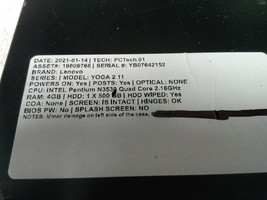 DATE: 2021-01-14 | TECH: PCTech.01
ASSET#: 19806768 | SERIAL: YB07642152
BRAND: Lenovo
SERIES: | MODEL: YOGA 2 11
BIOS POWERS ON: Yes | POSTS: Yes | OPTICAL: NONE
CPU: INTEL Pentium N3530 Quad Core 2.16GHz
RAM: 4GB | HDD: 1 X 500 GB | HDD WIPED: Yes
COA: None | SCREEN: IS INTACT | HINGES: OK
BIOS PW: No | SCREEN BLEED: No
NOTES: Minor damage on left side of the case,